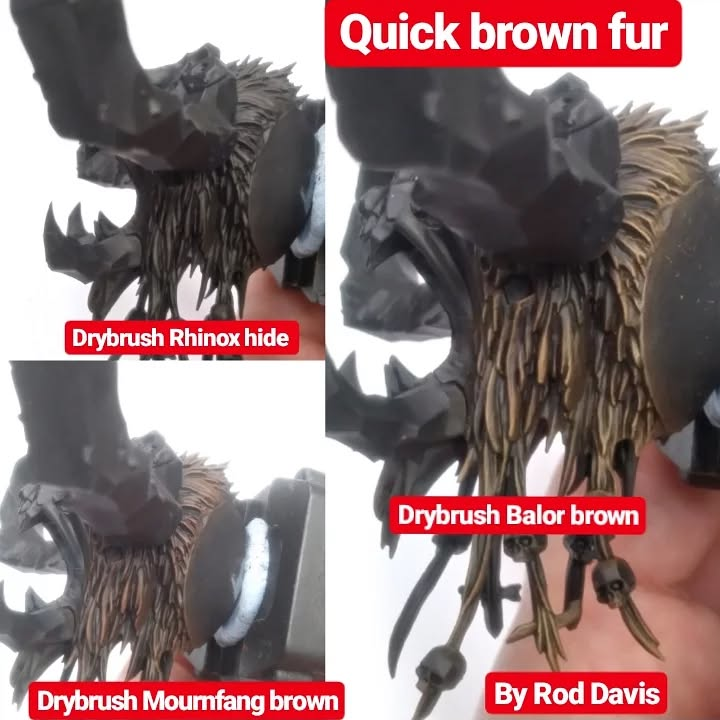 Quick brown fur
Drybrush Rhinox hide
Drybrush Mournfang brown
Drybrush Balor brown
By Rod Davis